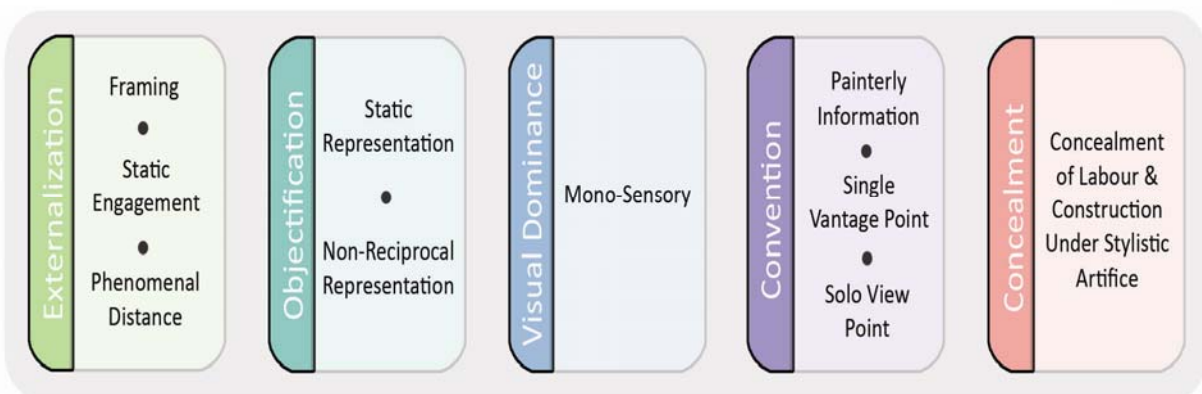 Externalization
Framing
Static
Engagement
Phenomenal
Distance
Objectification
Static
Representation
Non-Reciprocal
Representation
Visual Dominance
Mono-Sensory
Convention
Painterly
Information
Single
Vantage Point
Solo View
Point
Concealment
Concealment
of Labour &
Construction
Under Stylistic
Artifice